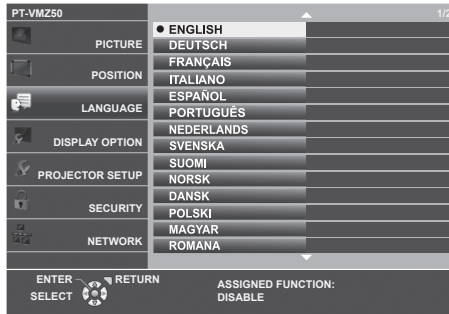 PT-VMZ50
1/2
PICTURE
POSITION
LANGUAGE
DISPLAY OPTION
PROJECTOR SETUP
SECURITY
NETWORK
ENGLISH
DEUTSCH
FRANÇAIS
ITALIANO
ESPAÑOL
PORTUGUÊS
NEDERLANDS
SVENSKA
SUOMI
NORSK
DANSK
POLSKI
MAGYAR
ROMANA
ENTER
SELECT
RETURN
ASSIGNED FUNCTION:
DISABLE